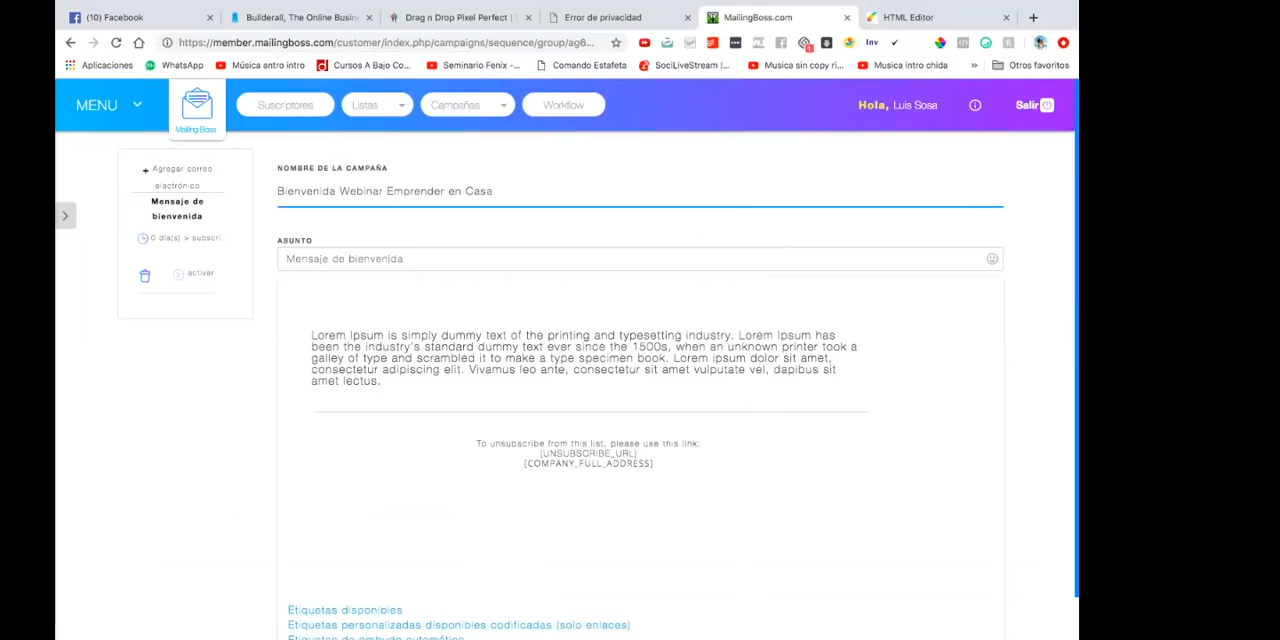 (10) Facebook
Builderall, The Online Busin
Drag n Drop Pixel Perfect |
Error de privacidad
MailingBoss.com
HTML Editor
https://member.mailingboss.com/customer/index.php/campaigns/sequence/group/ag6...
Inv
Aplicaciones
WhatsApp
Música antro intro
Cursos A Bajo Co...
Seminario Fenix -...
Comando Estafeta
SociLiveStream |...
Musica sin copy ri...
Musica intro chida
»
Otros favoritos
MENU
Mailing Boss
Suscriptores
Listas
Campañas
Workflow
Hola, Luis Sosa
Salir
+ Agregar correo
electrónico
Mensaje de
bienvenida
0 día(s) > subscri...
activar
NOMBRE DE LA CAMPAÑA
Bienvenida Webinar Emprender en Casa
ASUNTO
Mensaje de bienvenida
Lorem Ipsum is simply dummy text of the printing and typesetting industry. Lorem Ipsum has
been the industry's standard dummy text ever since the 1500s, when an unknown printer took a
galley of type and scrambled it to make a type specimen book. Lorem ipsum dolor sit amet,
consectetur adipiscing elit. Vivamus leo ante, consectetur sit amet vulputate vel, dapibus sit
amet lectus.
To unsubscribe from this list, please use this link:
[UNSUBSCRIBE_URL]
[COMPANY_FULL_ADDRESS]
Etiquetas disponibles
Etiquetas personalizadas disponibles codificadas (solo enlaces)
Etiquetas de embudo automático